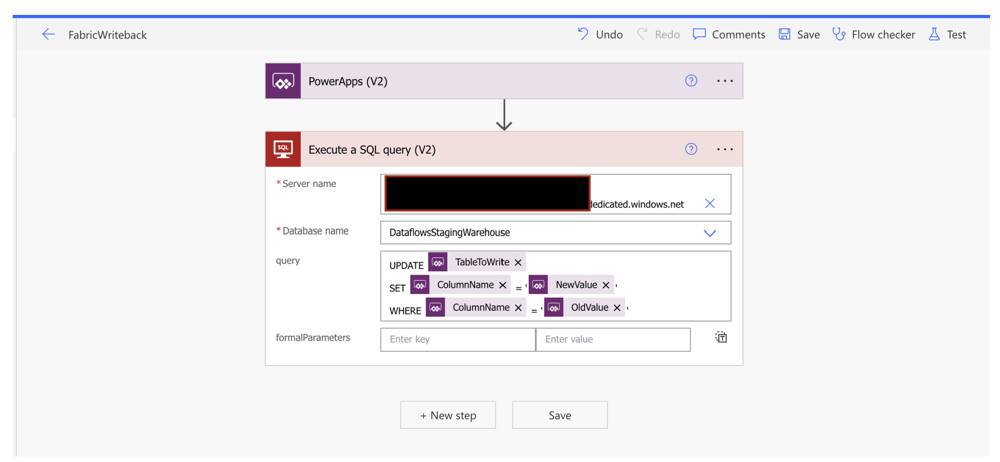 FabricWriteback
Undo Redo Comments Save Flow checker Test
PowerApps (V2)
?
SQL
Execute a SQL query (V2)
?
* Server name
dedicated.windows.net
* Database name
DataflowsStagingWarehouse
query
UPDATE TableToWrite
SET ColumnName = ' NewValue '
WHERE ColumnName = ' OldValue '
formalParameters
Enter key Enter value
+ New step Save